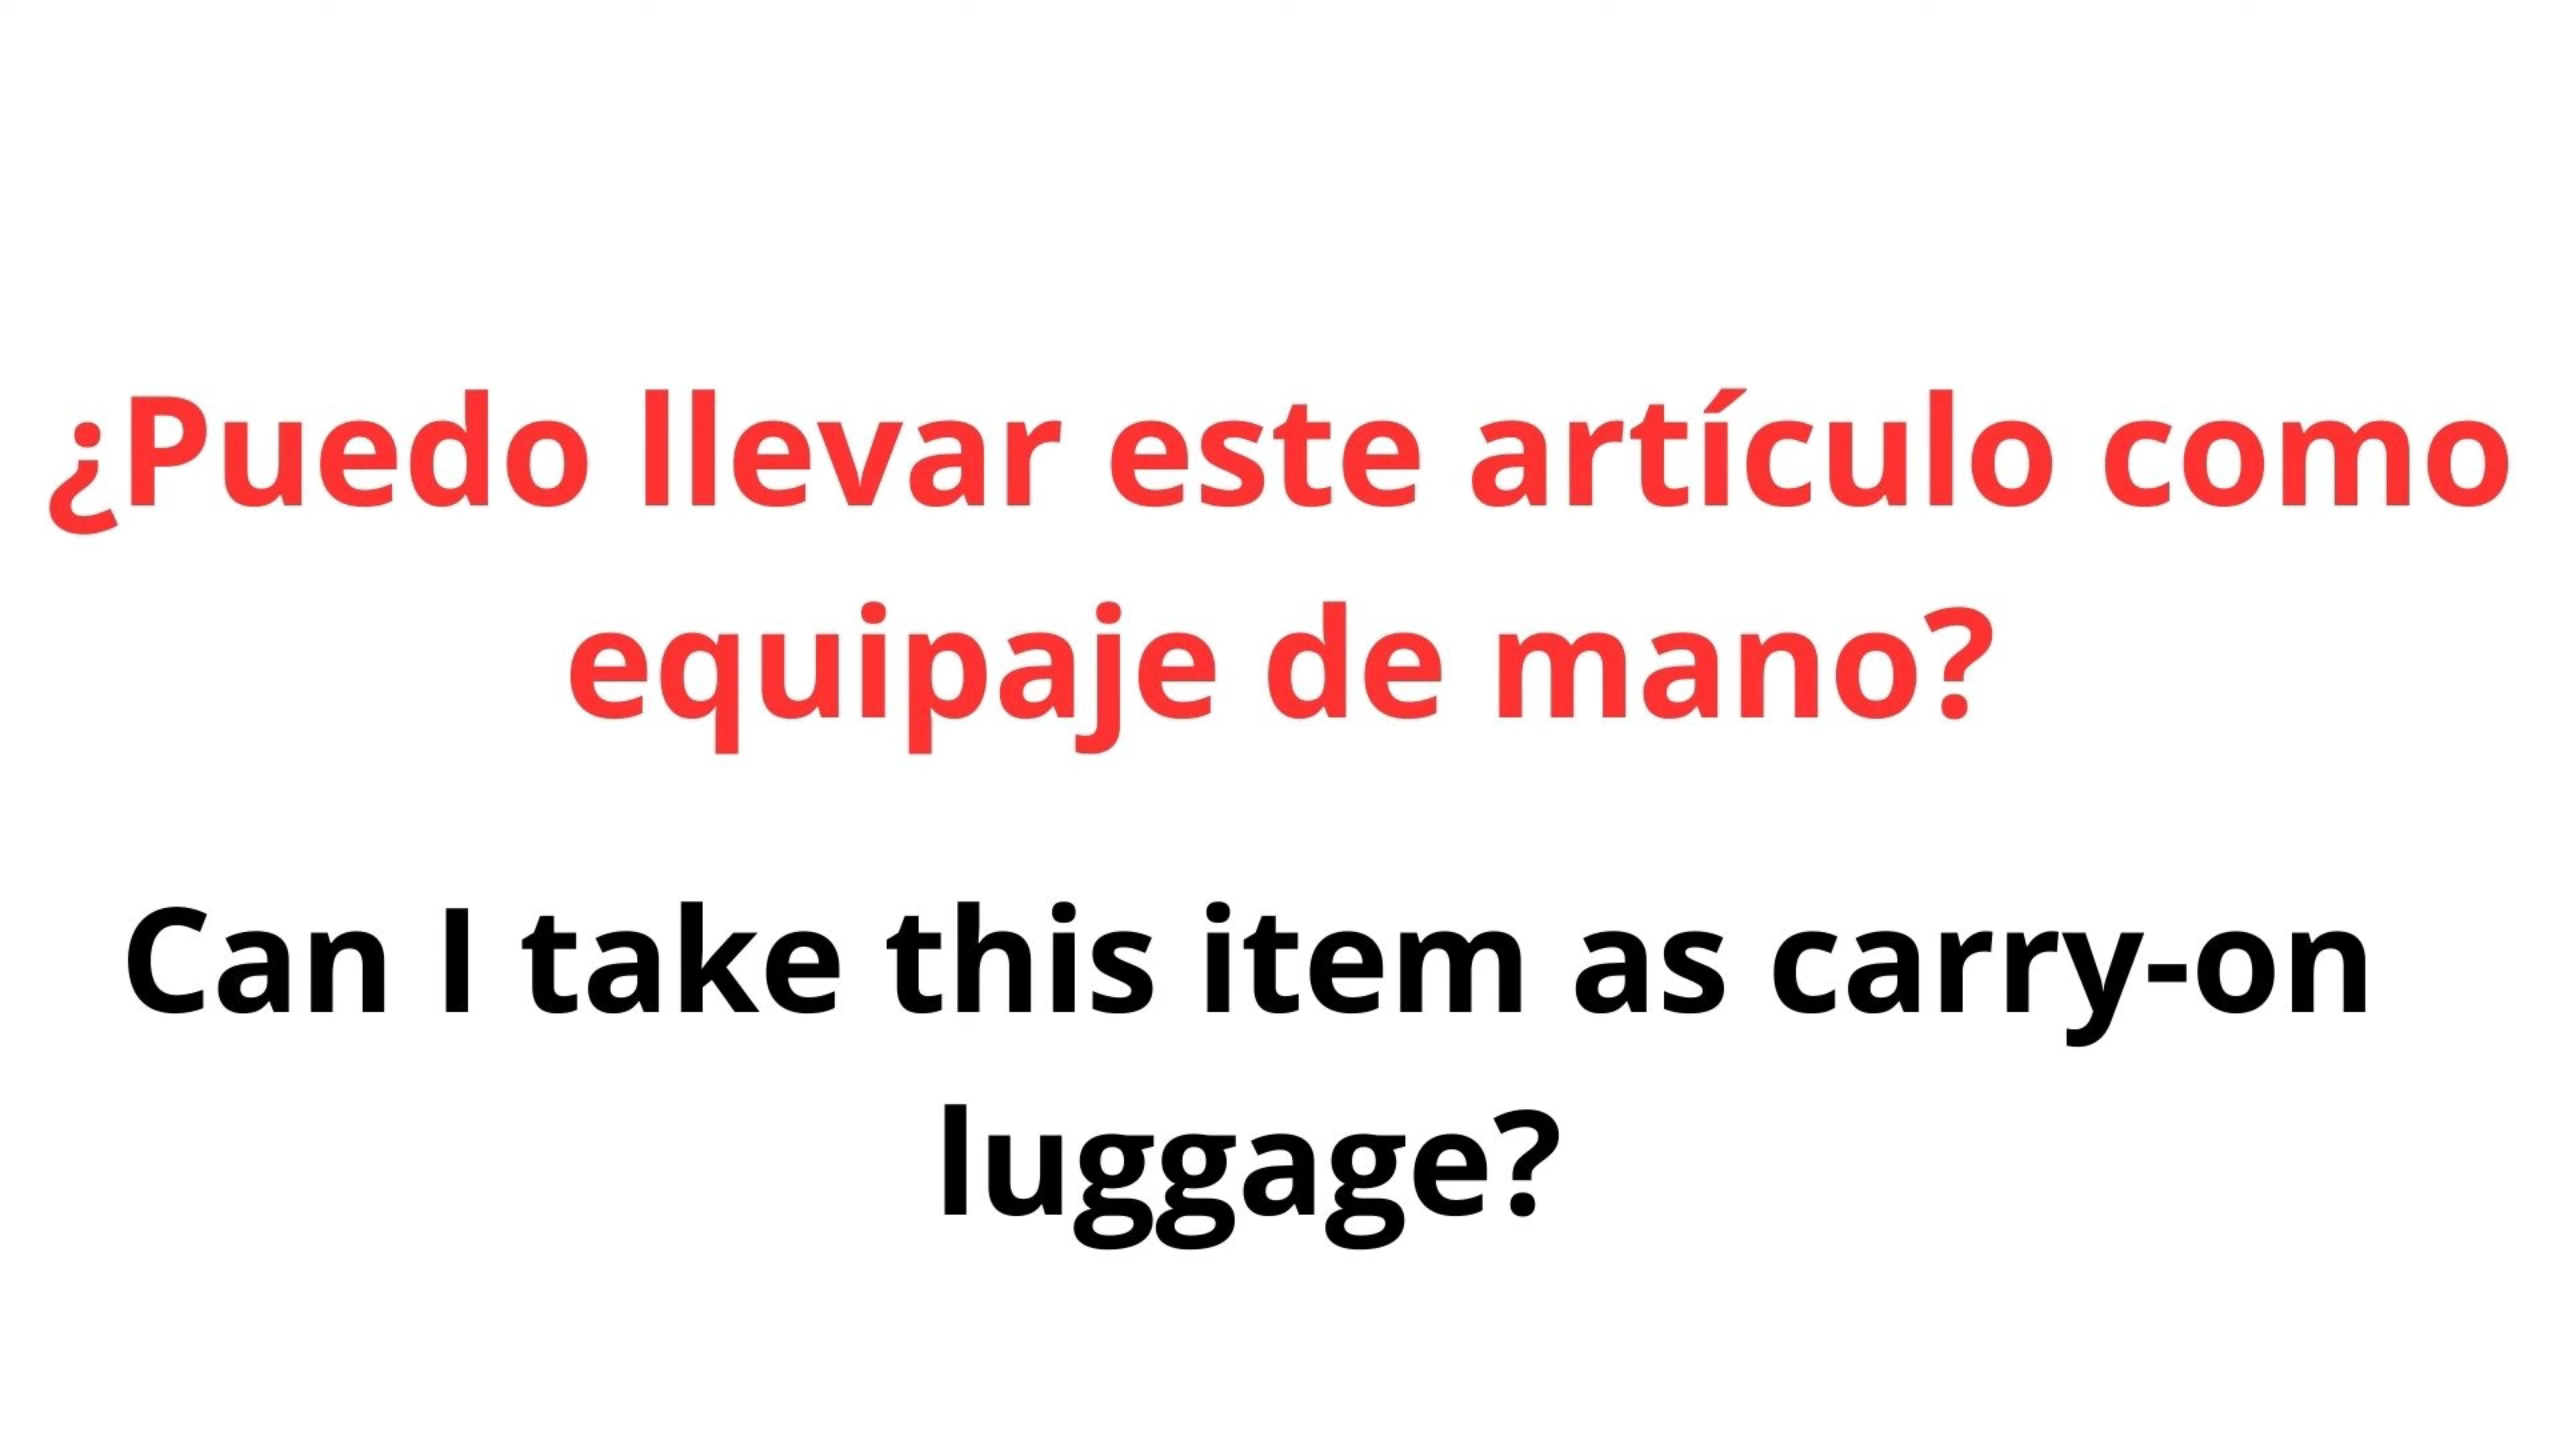 ¿Puedo llevar este artículo como
equipaje de mano?
Can I take this item as carry-on
luggage?